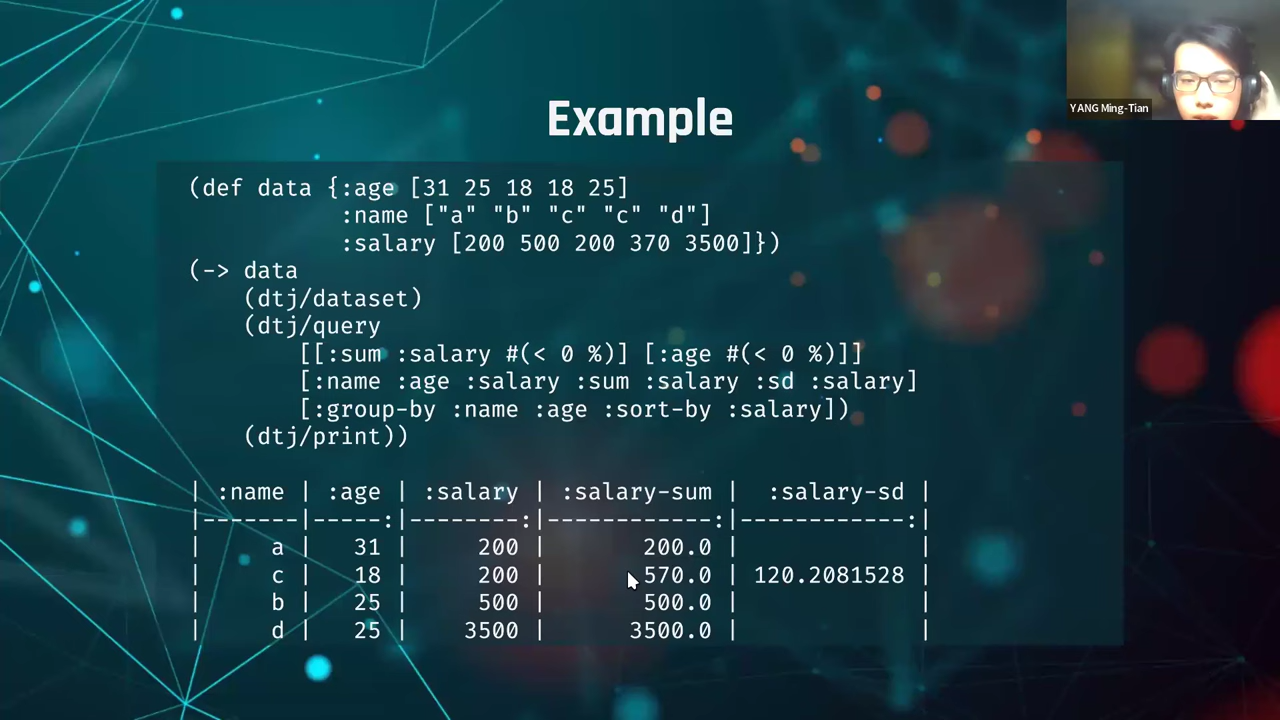 Example
YANG Ming-Tian
(def data {:age [31 25 18 18 25]
:name ["a" "b" "c" "c" "d"]
:salary [200 500 200 370 3500]})
(-> data
(dtj/dataset)
(dtj/query
[[:sum :salary #(< 0 %)] [:age #(< 0 %)]]
[:name :age :salary :sum :salary :sd :salary]
[:group-by :name :age :sort-by :salary])
(dtj/print))
| :name | :age | :salary | :salary-sum | :salary-sd |
|-------|-----:|--------:|------------:|------------:|
| a | 31 | 200 | 200.0 | |
| c | 18 | 200 | 570.0 | 120.2081528 |
| b | 25 | 500 | 500.0 | |
| d | 25 | 3500 | 3500.0 | |